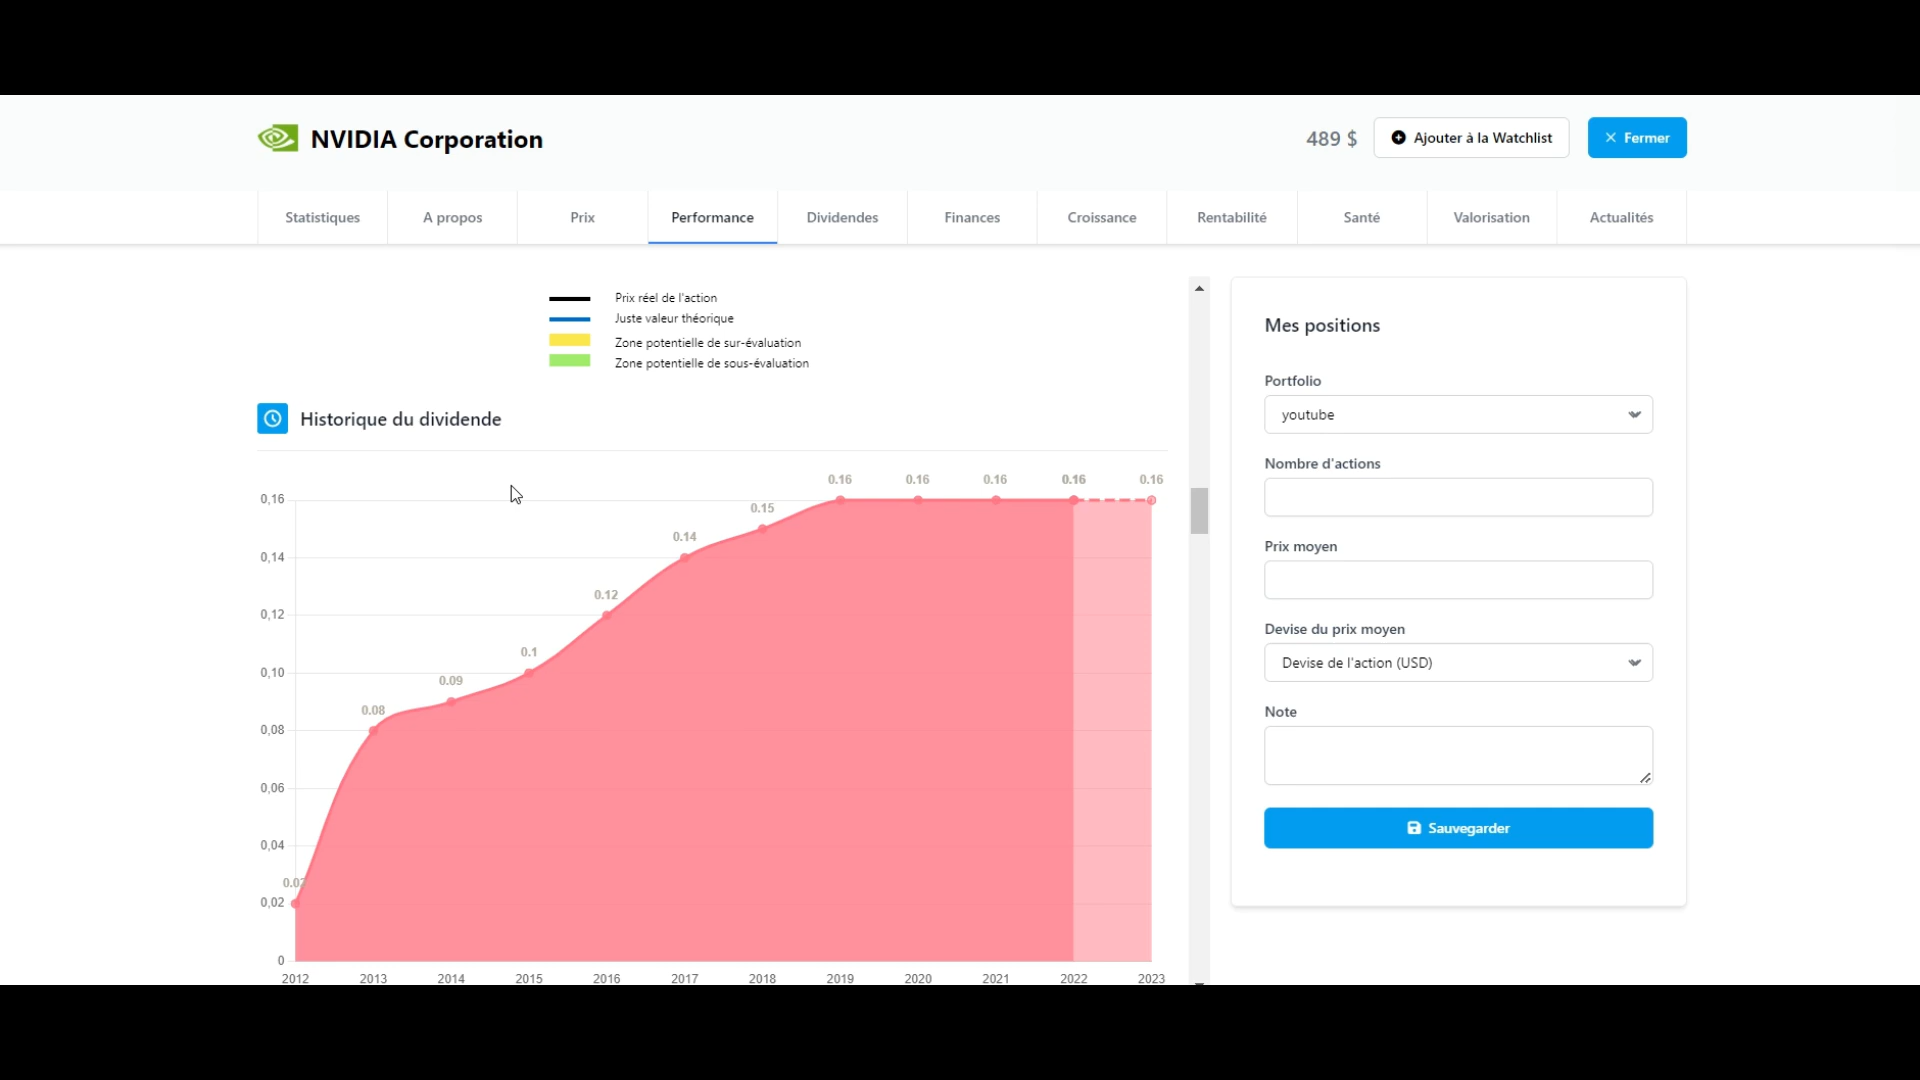 NVIDIA Corporation
489 $
Ajouter à la Watchlist
Fermer
Statistiques
A propos
Prix
Performance
Dividendes
Finances
Croissance
Rentabilité
Santé
Valorisation
Actualités
Prix réel de l'action
Juste valeur théorique
Zone potentielle de sur-évaluation
Zone potentielle de sous-évaluation
Historique du dividende
0.16 0.16 0.16 0.16 0.16
0.15
0.14
0.12
0.1
0.09
0.08
0.02
0,16
0,14
0,12
0,10
0,08
0,06
0,04
0,02
0
2012 2013 2014 2015 2016 2017 2018 2019 2020 2021 2022 2023
Mes positions
Portfolio
youtube
Nombre d'actions
Prix moyen
Devise du prix moyen
Devise de l'action (USD)
Note
Sauvegarder